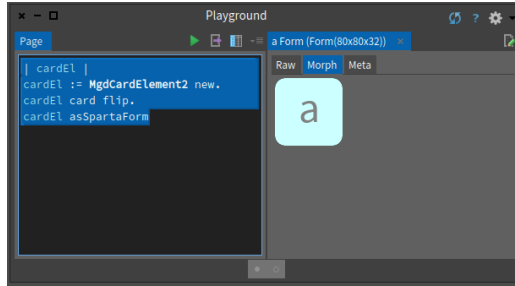 Playground
?
Page
a Form (Form(80x80x32))
Raw Morph Meta
| cardEl |
cardEl := MgdCardElement2 new.
cardEl card flip.
cardEl asSpartaForm
a